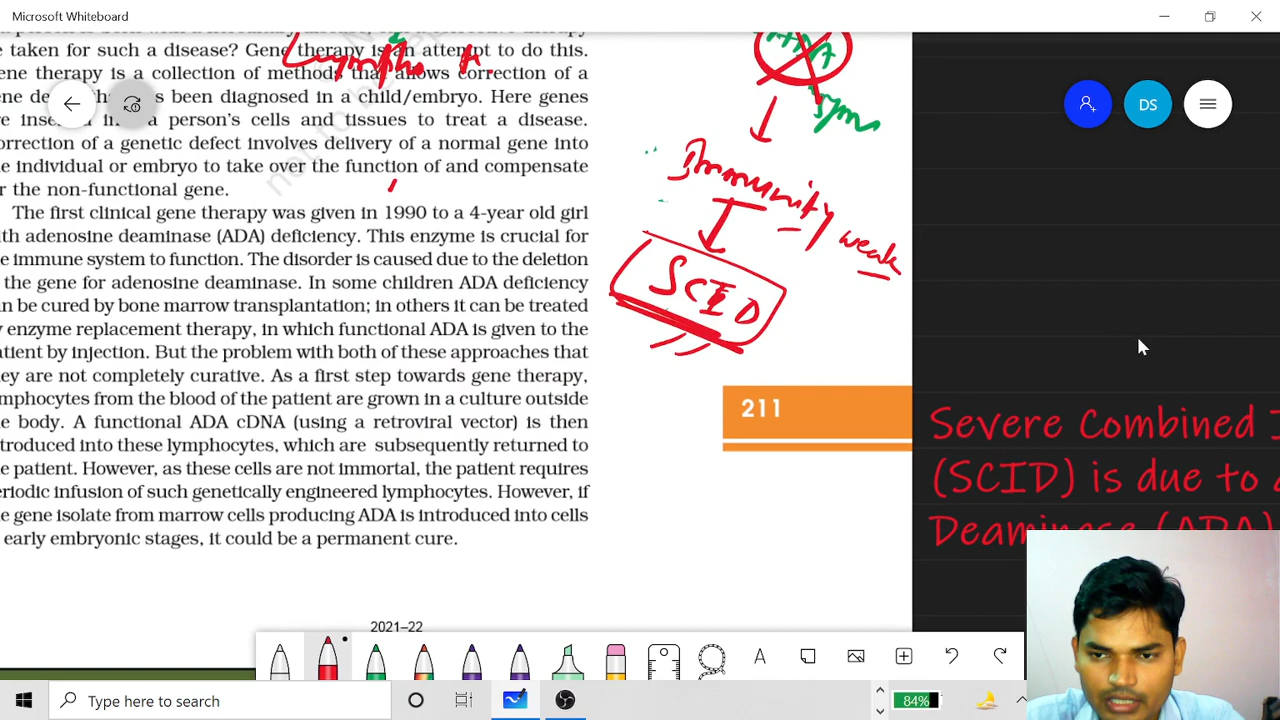 Microsoft Whiteboard
e taken for such a disease? Gene therapy is an attempt to do this.
ene therapy is a collection of methods that allows correction of a
ene de been diagnosed in a child/embryo. Here genes
re inse a person's cells and tissues to treat a disease.
orrection of a genetic defect involves delivery of a normal gene into
e individual or embryo to take over the function of and compensate
r the non-functional gene.
The first clinical gene therapy was given in 1990 to a 4-year old girl
ith adenosine deaminase (ADA) deficiency. This enzyme is crucial for
e immune system to function. The disorder is caused due to the deletion
the gene for adenosine deaminase. In some children ADA deficiency
an be cured by bone marrow transplantation; in others it can be treated
y enzyme replacement therapy, in which functional ADA is given to the
atient by injection. But the problem with both of these approaches that
ey are not completely curative. As a first step towards gene therapy,
mphocytes from the blood of the patient are grown in a culture outside
e body. A functional ADA cDNA (using a retroviral vector) is then
troduced into these lymphocytes, which are subsequently returned to
e patient. However, as these cells are not immortal, the patient requires
eriodic infusion of such genetically engineered lymphocytes. However, if
e gene isolate from marrow cells producing ADA is introduced into cells
early embryonic stages, it could be a permanent cure.
2021–22
ADA
Immunity weak
SCID
211
DS
Severe Combined I
(SCID) is due to
Deaminase (ADA)
A
Type here to search
84%